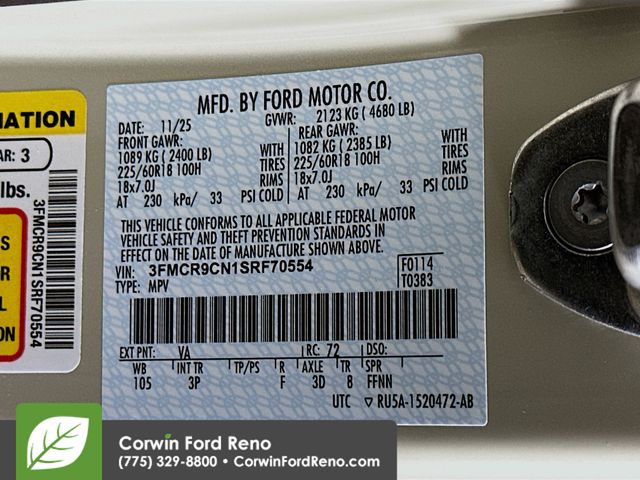 MATION
AR: 3
lbs.
S
R
L
ON
3FMCR9CN1SRF70554
MFD. BY FORD MOTOR CO.
DATE: 11/25 GVWR: 2123 KG ( 4680 LB)
FRONT GAWR: REAR GAWR:
1089 KG ( 2400 LB) WITH 1082 KG ( 2385 LB) WITH
225/60R18 100H TIRES 225/60R18 100H TIRES
18x7.0J RIMS 18x7.0J RIMS
AT 230 kPa/ 33 PSI COLD AT 230 kPa/ 33 PSI COLD
THIS VEHICLE CONFORMS TO ALL APPLICABLE FEDERAL MOTOR
VEHICLE SAFETY AND THEFT PREVENTION STANDARDS IN
EFFECT ON THE DATE OF MANUFACTURE SHOWN ABOVE.
VIN: 3FMCR9CN1SRF70554 F0114
TYPE: MPV T0383
EXT PNT: VA RC: 72 DSO:
WB INT TR TP/PS R AXLE TR SPR
105 3P F 3D 8 FFNN
UTC ▽ RU5A-1520472-AB
Corwin Ford Reno
(775) 329-8800 • CorwinFordReno.com